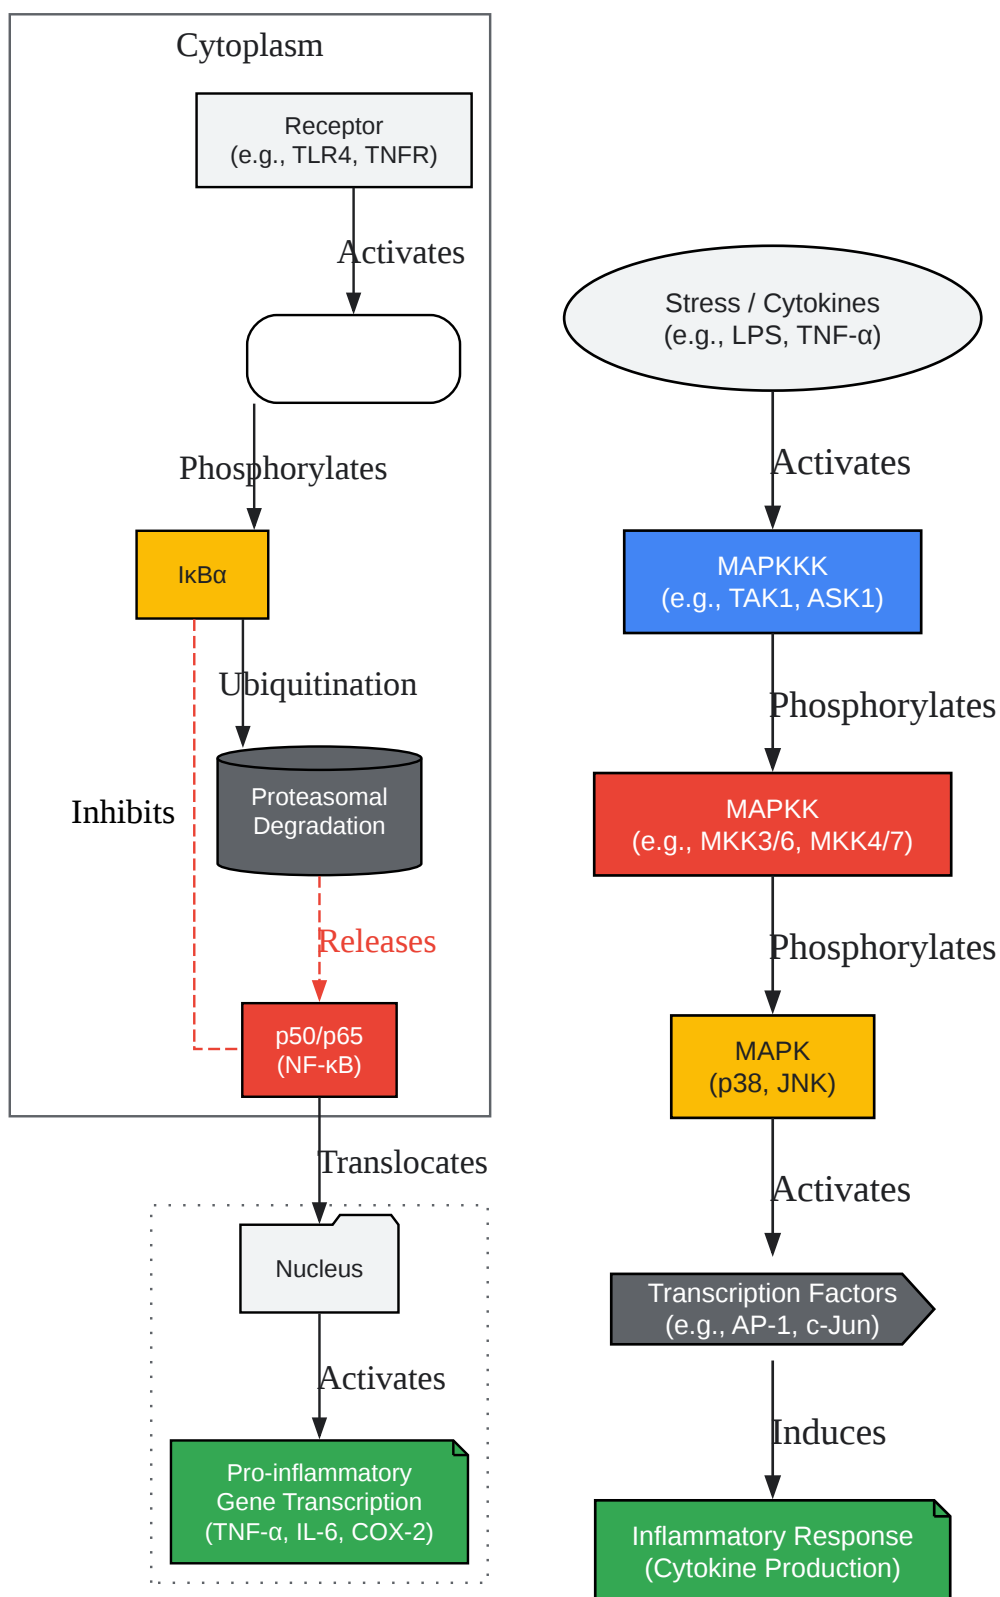 Cytoplasm
Receptor
(e.g., TLR4, TNFR)
Activates
Phosphorylates
IκBα
Ubiquitination
Proteasomal
Degradation
Inhibits
Releases
p50/p65
(NF-κB)
Translocates
Nucleus
Activates
Pro-inflammatory
Gene Transcription
(TNF-α, IL-6, COX-2)
Stress / Cytokines
(e.g., LPS, TNF-α)
Activates
MAPKKK
(e.g., TAK1, ASK1)
Phosphorylates
MAPKK
(e.g., MKK3/6, MKK4/7)
Phosphorylates
MAPK
(p38, JNK)
Activates
Transcription Factors
(e.g., AP-1, c-Jun)
Induces
Inflammatory Response
(Cytokine Production)